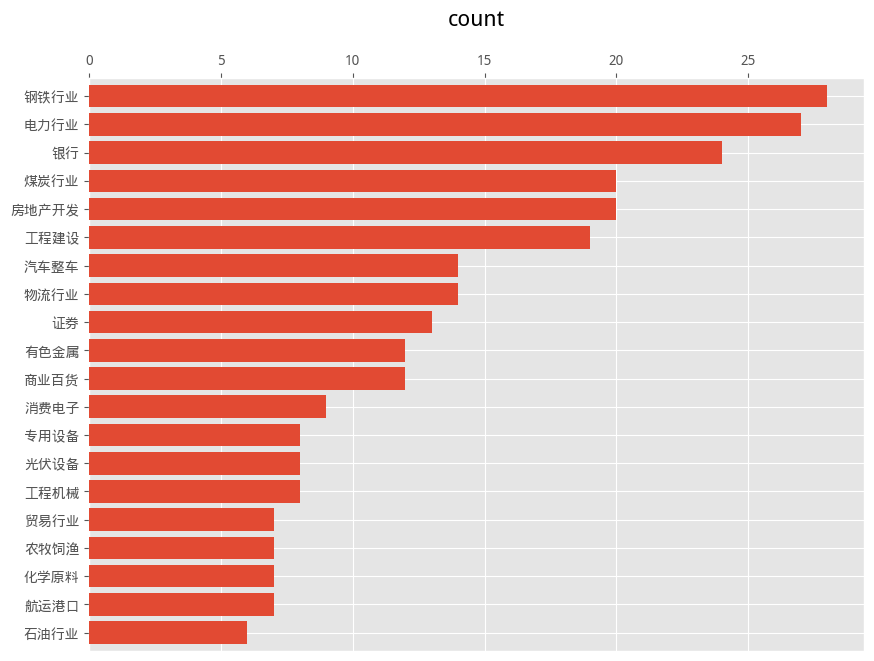 count
0 5 10 15 20 25
钢铁行业
电力行业
银行
煤炭行业
房地产开发
工程建设
汽车整车
物流行业
证券
有色金属
商业百货
消费电子
专用设备
光伏设备
工程机械
贸易行业
农牧饲渔
化学原料
航运港口
石油行业